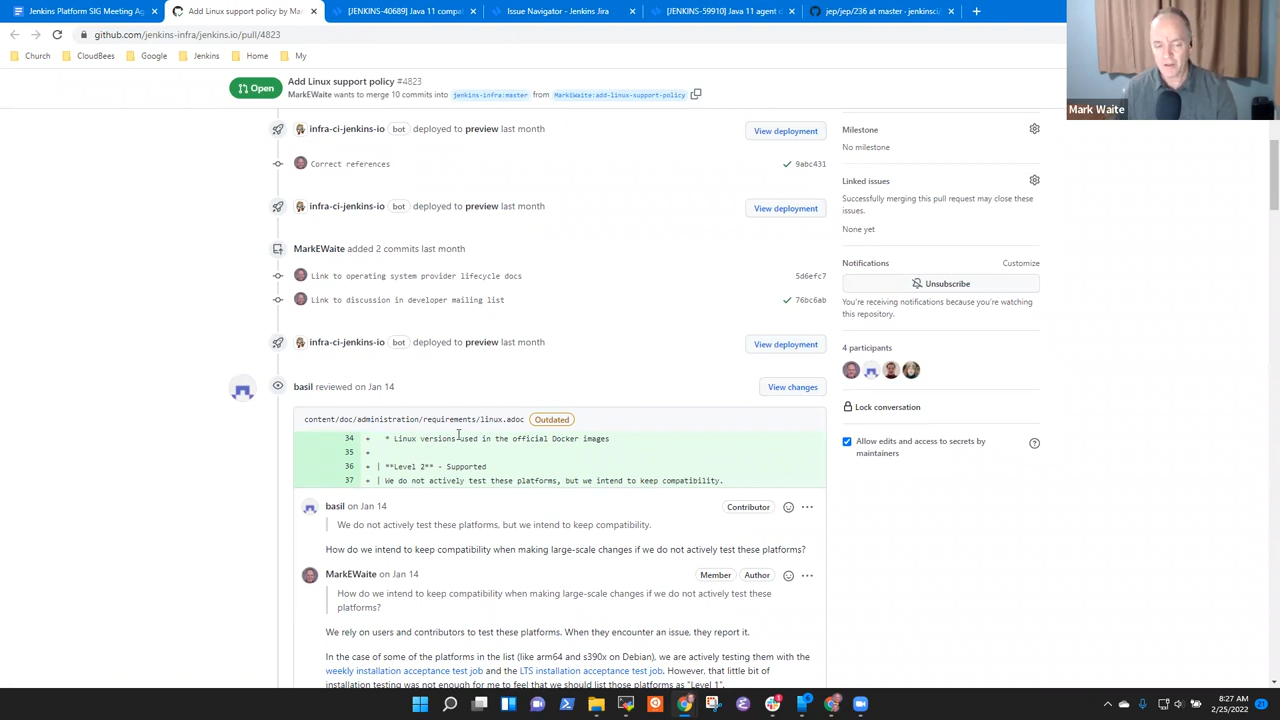 Jenkins Platform SIG Meeting Ag
Add Linux support policy by Mar
[JENKINS-40689] Java 11 compat
Issue Navigator - Jenkins Jira
[JENKINS-59910] Java 11 agent d
jep/jep/236 at master · jenkinsci/
github.com/jenkins-infra/jenkins.io/pull/4823
Church
CloudBees
Google
Jenkins
Home
My
Mark Waite
Open
Add Linux support policy #4823
MarkEWaite wants to merge 10 commits into jenkins-infra:master from MarkEWaite:add-linux-support-policy
infra-ci-jenkins-io bot deployed to preview last month
View deployment
Correct references
9abc431
infra-ci-jenkins-io bot deployed to preview last month
View deployment
MarkEWaite added 2 commits last month
Link to operating system provider lifecycle docs
5d6efc7
Link to discussion in developer mailing list
76bc6ab
infra-ci-jenkins-io bot deployed to preview last month
View deployment
basil reviewed on Jan 14
View changes
content/doc/administration/requirements/linux.adoc Outdated
34 + * Linux versions used in the official Docker images
35 +
36 + | **Level 2** - Supported
37 + | We do not actively test these platforms, but we intend to keep compatibility.
basil on Jan 14
Contributor
We do not actively test these platforms, but we intend to keep compatibility.
How do we intend to keep compatibility when making large-scale changes if we do not actively test these platforms?
MarkEWaite on Jan 14
Member
Author
How do we intend to keep compatibility when making large-scale changes if we do not actively test these
platforms?
We rely on users and contributors to test these platforms. When they encounter an issue, they report it.
In the case of some of the platforms in the list (like arm64 and s390x on Debian), we are actively testing them with the
weekly installation acceptance test job and the LTS installation acceptance test job. However, that little bit of
installation testing was not enough for me to feel that we should list those platforms as "Level 1".
Milestone
No milestone
Linked issues
Successfully merging this pull request may close these
issues.
None yet
Notifications
Customize
Unsubscribe
You're receiving notifications because you're watching
this repository.
4 participants
Lock conversation
Allow edits and access to secrets by
maintainers
8:27 AM
2/25/2022
21